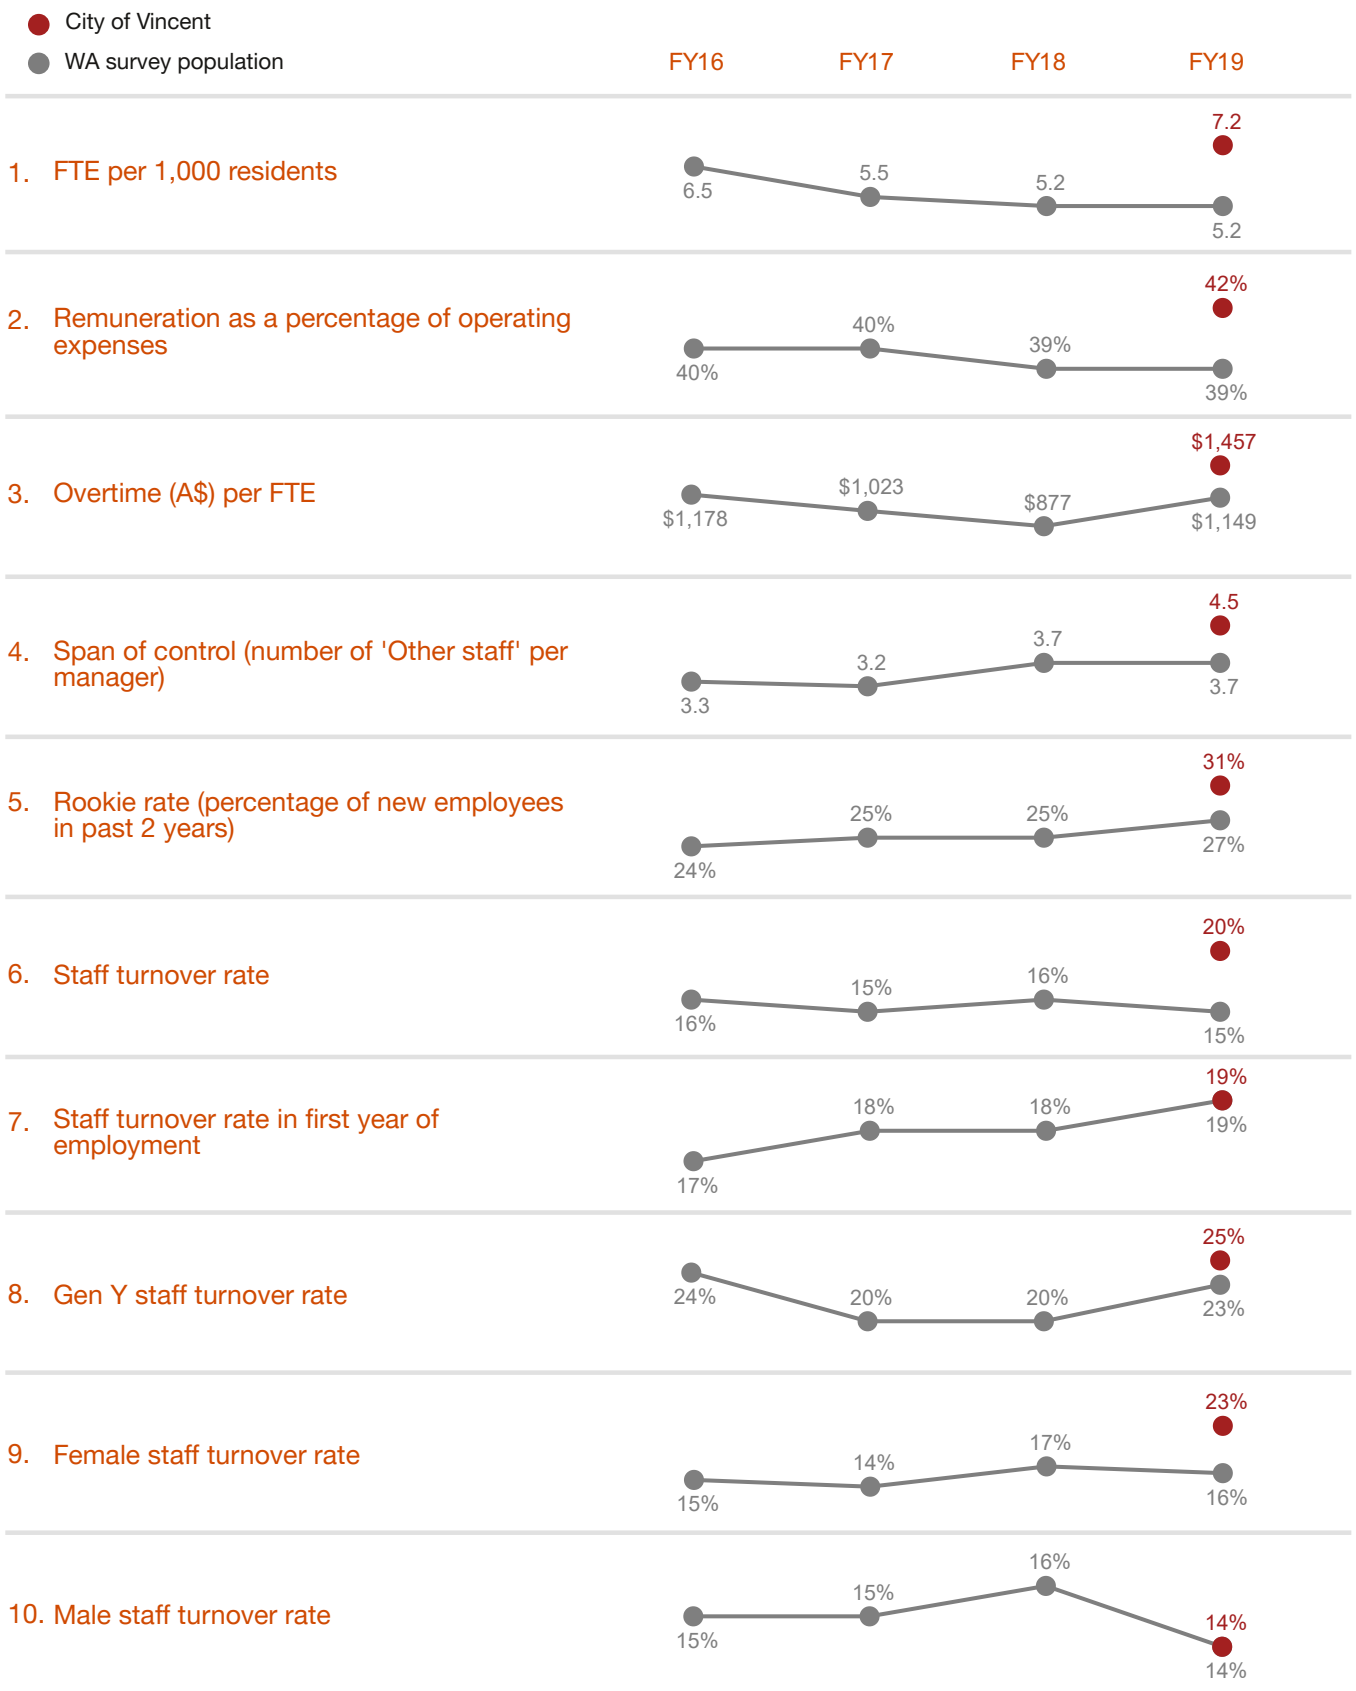 City of Vincent
WA survey population
FY16 FY17 FY18 FY19
1. FTE per 1,000 residents
6.5 5.5 5.2 7.2
5.2
2. Remuneration as a percentage of operating
expenses
40% 40% 39% 42%
39%
3. Overtime (A$) per FTE
$1,178 $1,023 $877 $1,457
$1,149
4. Span of control (number of 'Other staff' per
manager)
3.3 3.2 3.7 4.5
3.7
5. Rookie rate (percentage of new employees
in past 2 years)
24% 25% 25% 31%
27%
6. Staff turnover rate
16% 15% 16% 20%
15%
7. Staff turnover rate in first year of
employment
17% 18% 18% 19%
19%
8. Gen Y staff turnover rate
24% 20% 20% 25%
23%
9. Female staff turnover rate
15% 14% 17% 23%
16%
10. Male staff turnover rate
15% 15% 16% 14%
14%